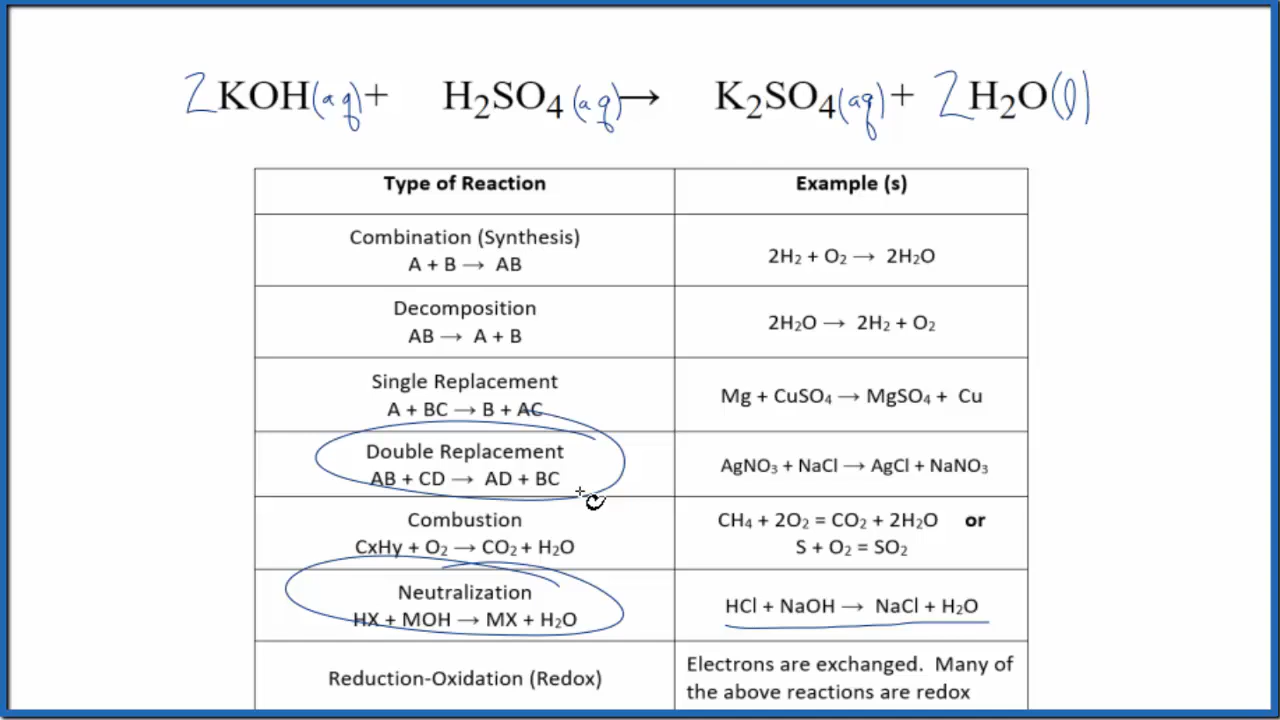 2KOH(aq)+ H₂SO₄(aq)→ K₂SO₄(aq)+ 2H₂O(l)
Type of Reaction Example (s)
Combination (Synthesis)
A + B → AB
2H₂ + O₂ → 2H₂O
Decomposition
AB → A + B
2H₂O → 2H₂ + O₂
Single Replacement
A + BC → B + AC
Mg + CuSO₄ → MgSO₄ + Cu
Double Replacement
AB + CD → AD + BC
AgNO₃ + NaCl → AgCl + NaNO₃
Combustion
CxHy + O₂ → CO₂ + H₂O
CH₄ + 2O₂ = CO₂ + 2H₂O or
S + O₂ = SO₂
Neutralization
HX + MOH → MX + H₂O
HCl + NaOH → NaCl + H₂O
Reduction-Oxidation (Redox)
Electrons are exchanged. Many of
the above reactions are redox